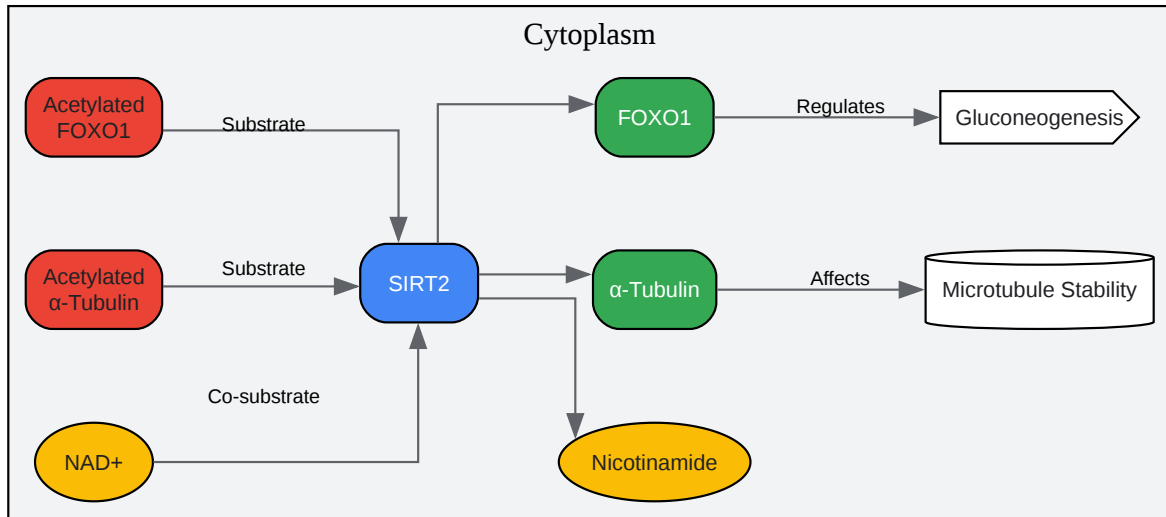 Cytoplasm
Acetylated
FOXO1
Substrate
FOXO1
Regulates
Gluconeogenesis
Acetylated
α-Tubulin
Substrate
SIRT2
α-Tubulin
Affects
Microtubule Stability
Co-substrate
NAD+
Nicotinamide